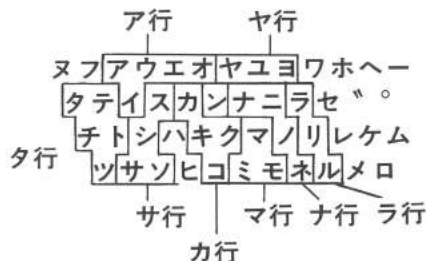 ア行 ヤ行
ヌフアウエオヤユヨワホヘー
タテイスカンナニラセ゛゜
チトシハキクマノリレケム
タ行
ツサソヒコミモネルメロ
サ行 マ行 ナ行 ラ行
カ行